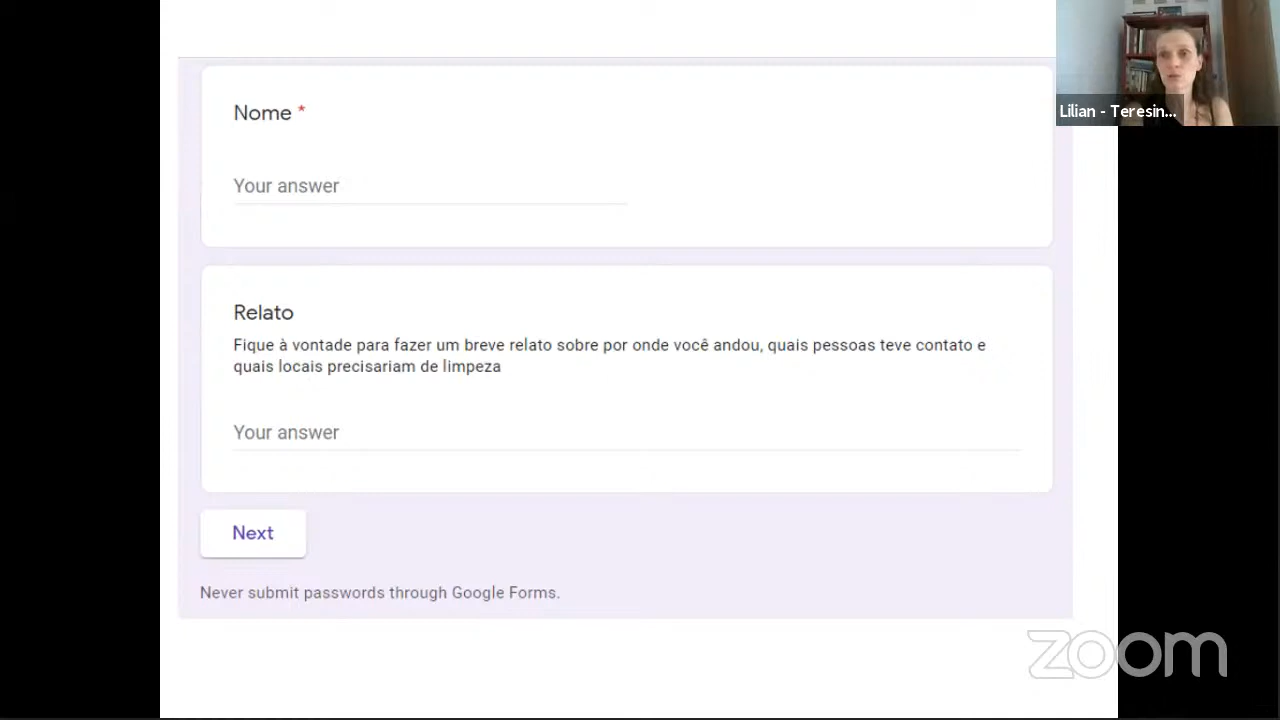 Nome *
Your answer
Lilian - Teresin...
Relato
Fique à vontade para fazer um breve relato sobre por onde você andou, quais pessoas teve contato e
quais locais precisariam de limpeza
Your answer
Next
Never submit passwords through Google Forms.
zoom